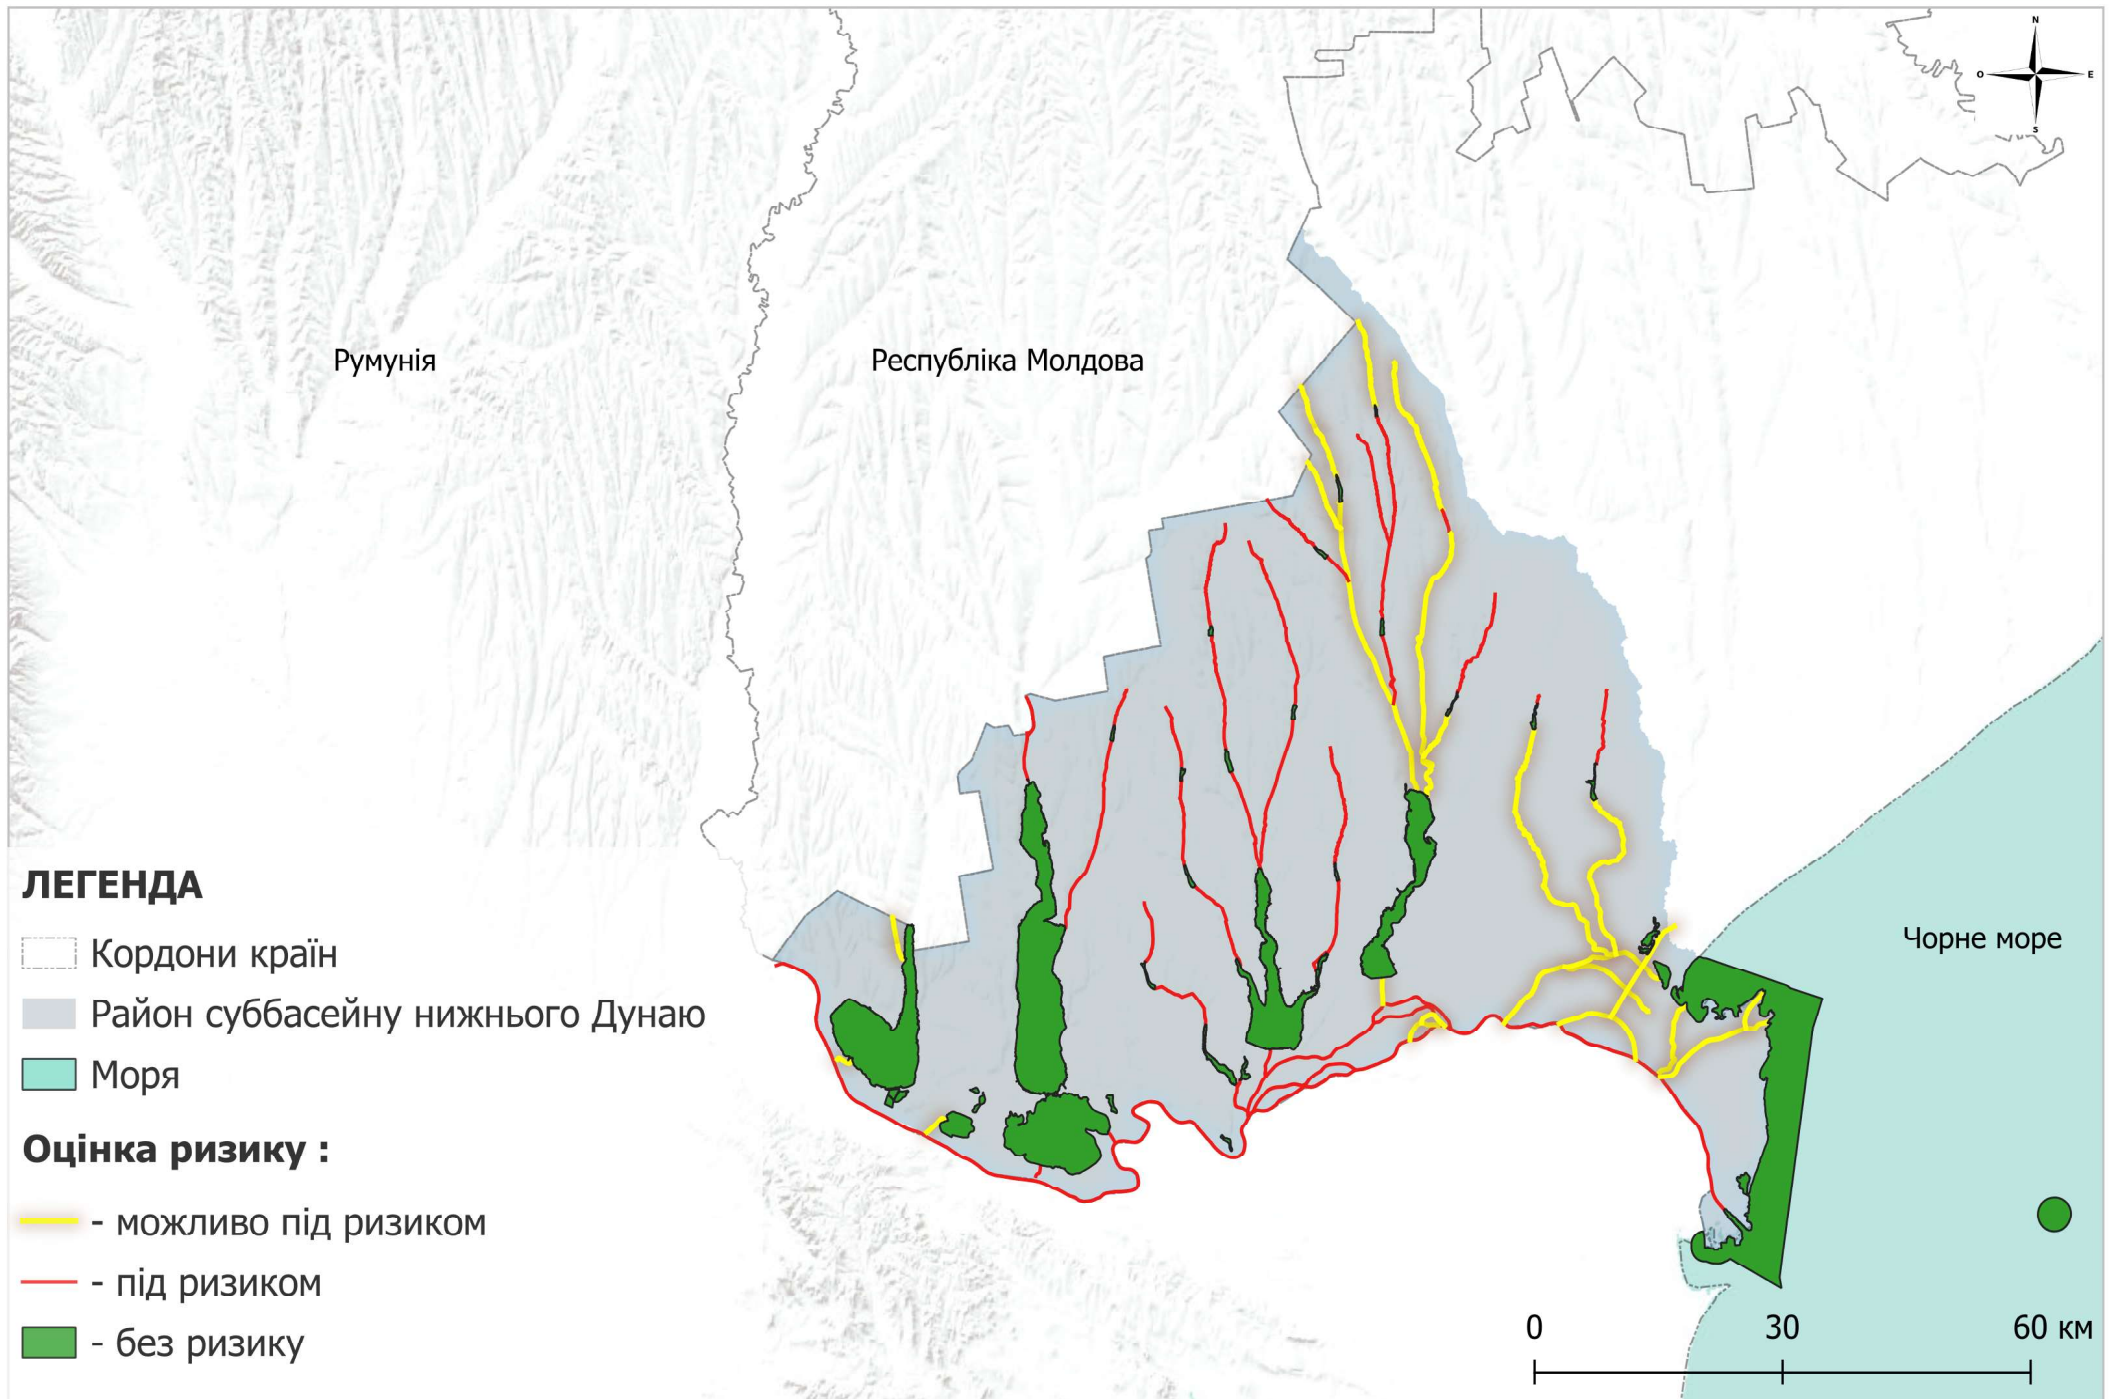 N
O
E
S
Румунія
Республіка Молдова
Чорне море
ЛЕГЕНДА
Кордони країн
Район суббасейну нижнього Дунаю
Моря
Оцінка ризику :
- можливо під ризиком
- під ризиком
- без ризику
0 30 60 км